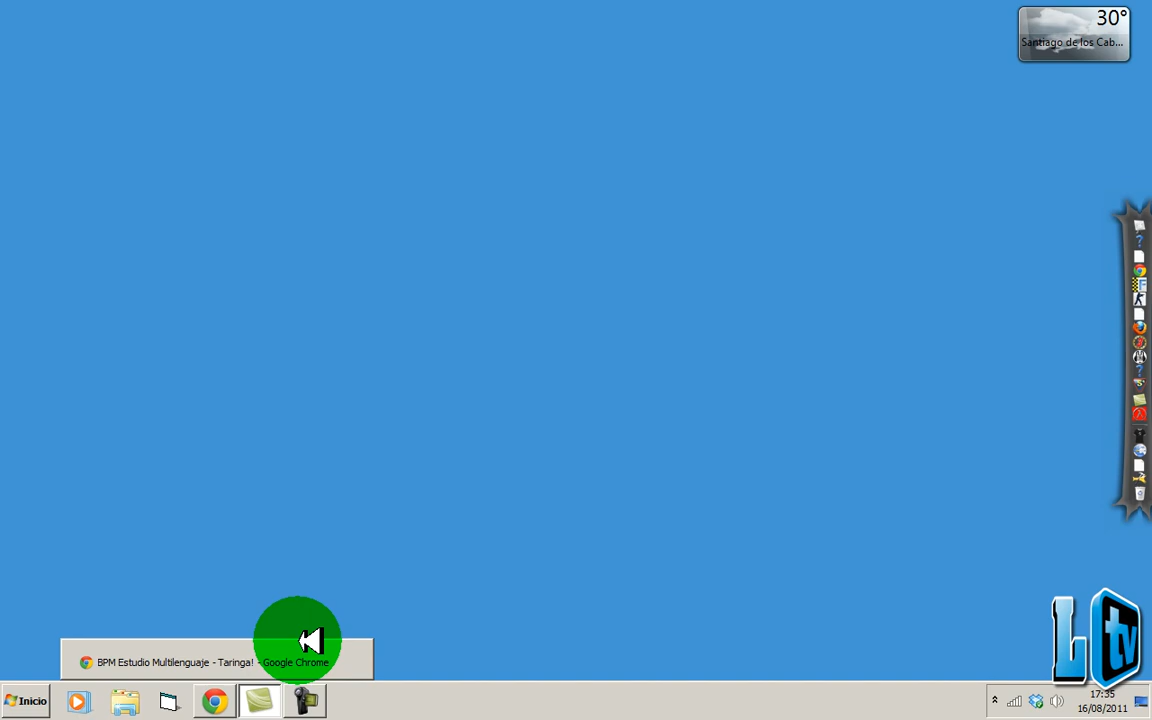 30°
Santiago de los Cab...
BPM Estudio Multilenguaje - Taringa! - Google Chrome
L tv
Inicio
17:35
16/08/2011